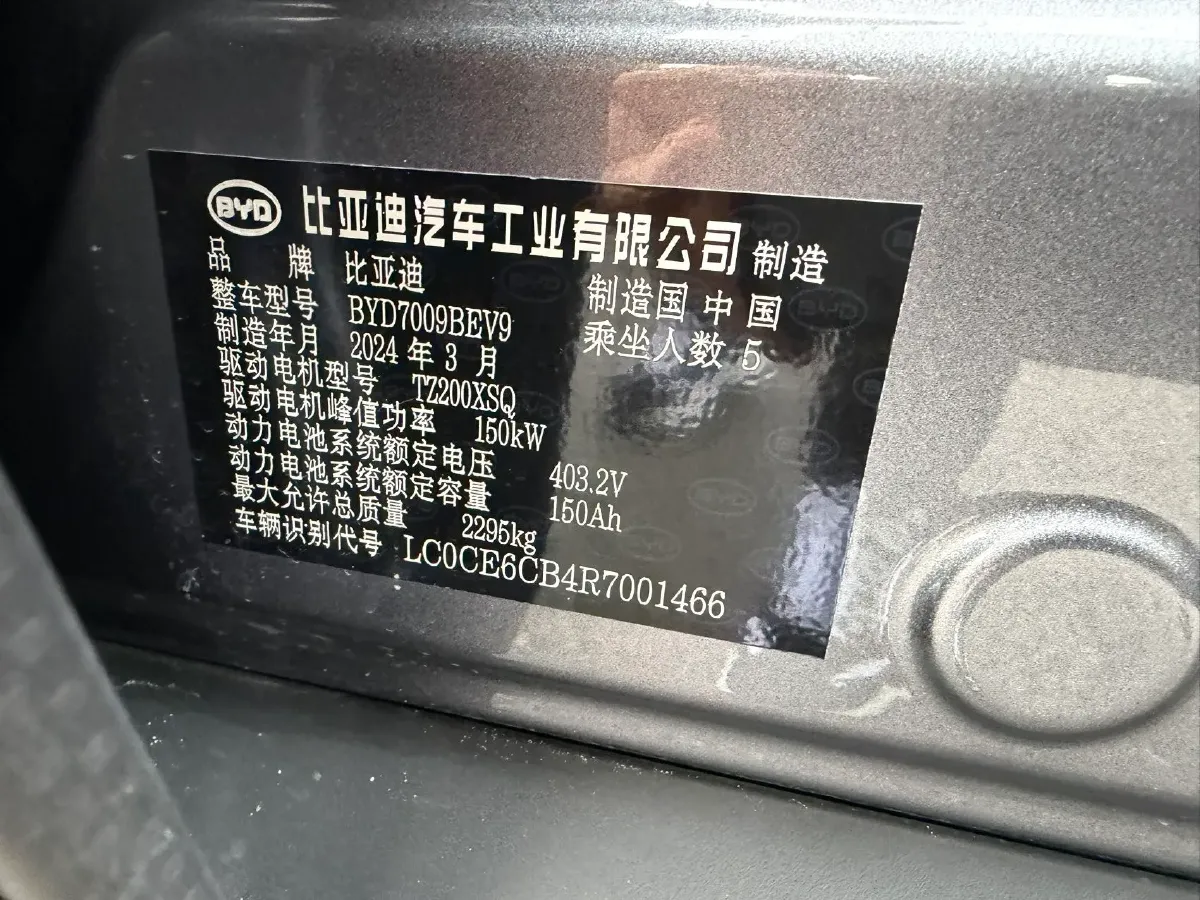 BYD 比亚迪汽车工业有限公司 制造
品 牌 比亚迪 制造国 中国
整车型号 BYD7009BEV9 乘坐人数 5
制造年月 2024 年 3 月
驱动电机型号 TZ200XSQ
驱动电机峰值功率 150kW
动力电池系统额定电压 403.2V
动力电池系统额定容量 150Ah
最大允许总质量 2295kg
车辆识别代号 LC0CE6CB4R7001466